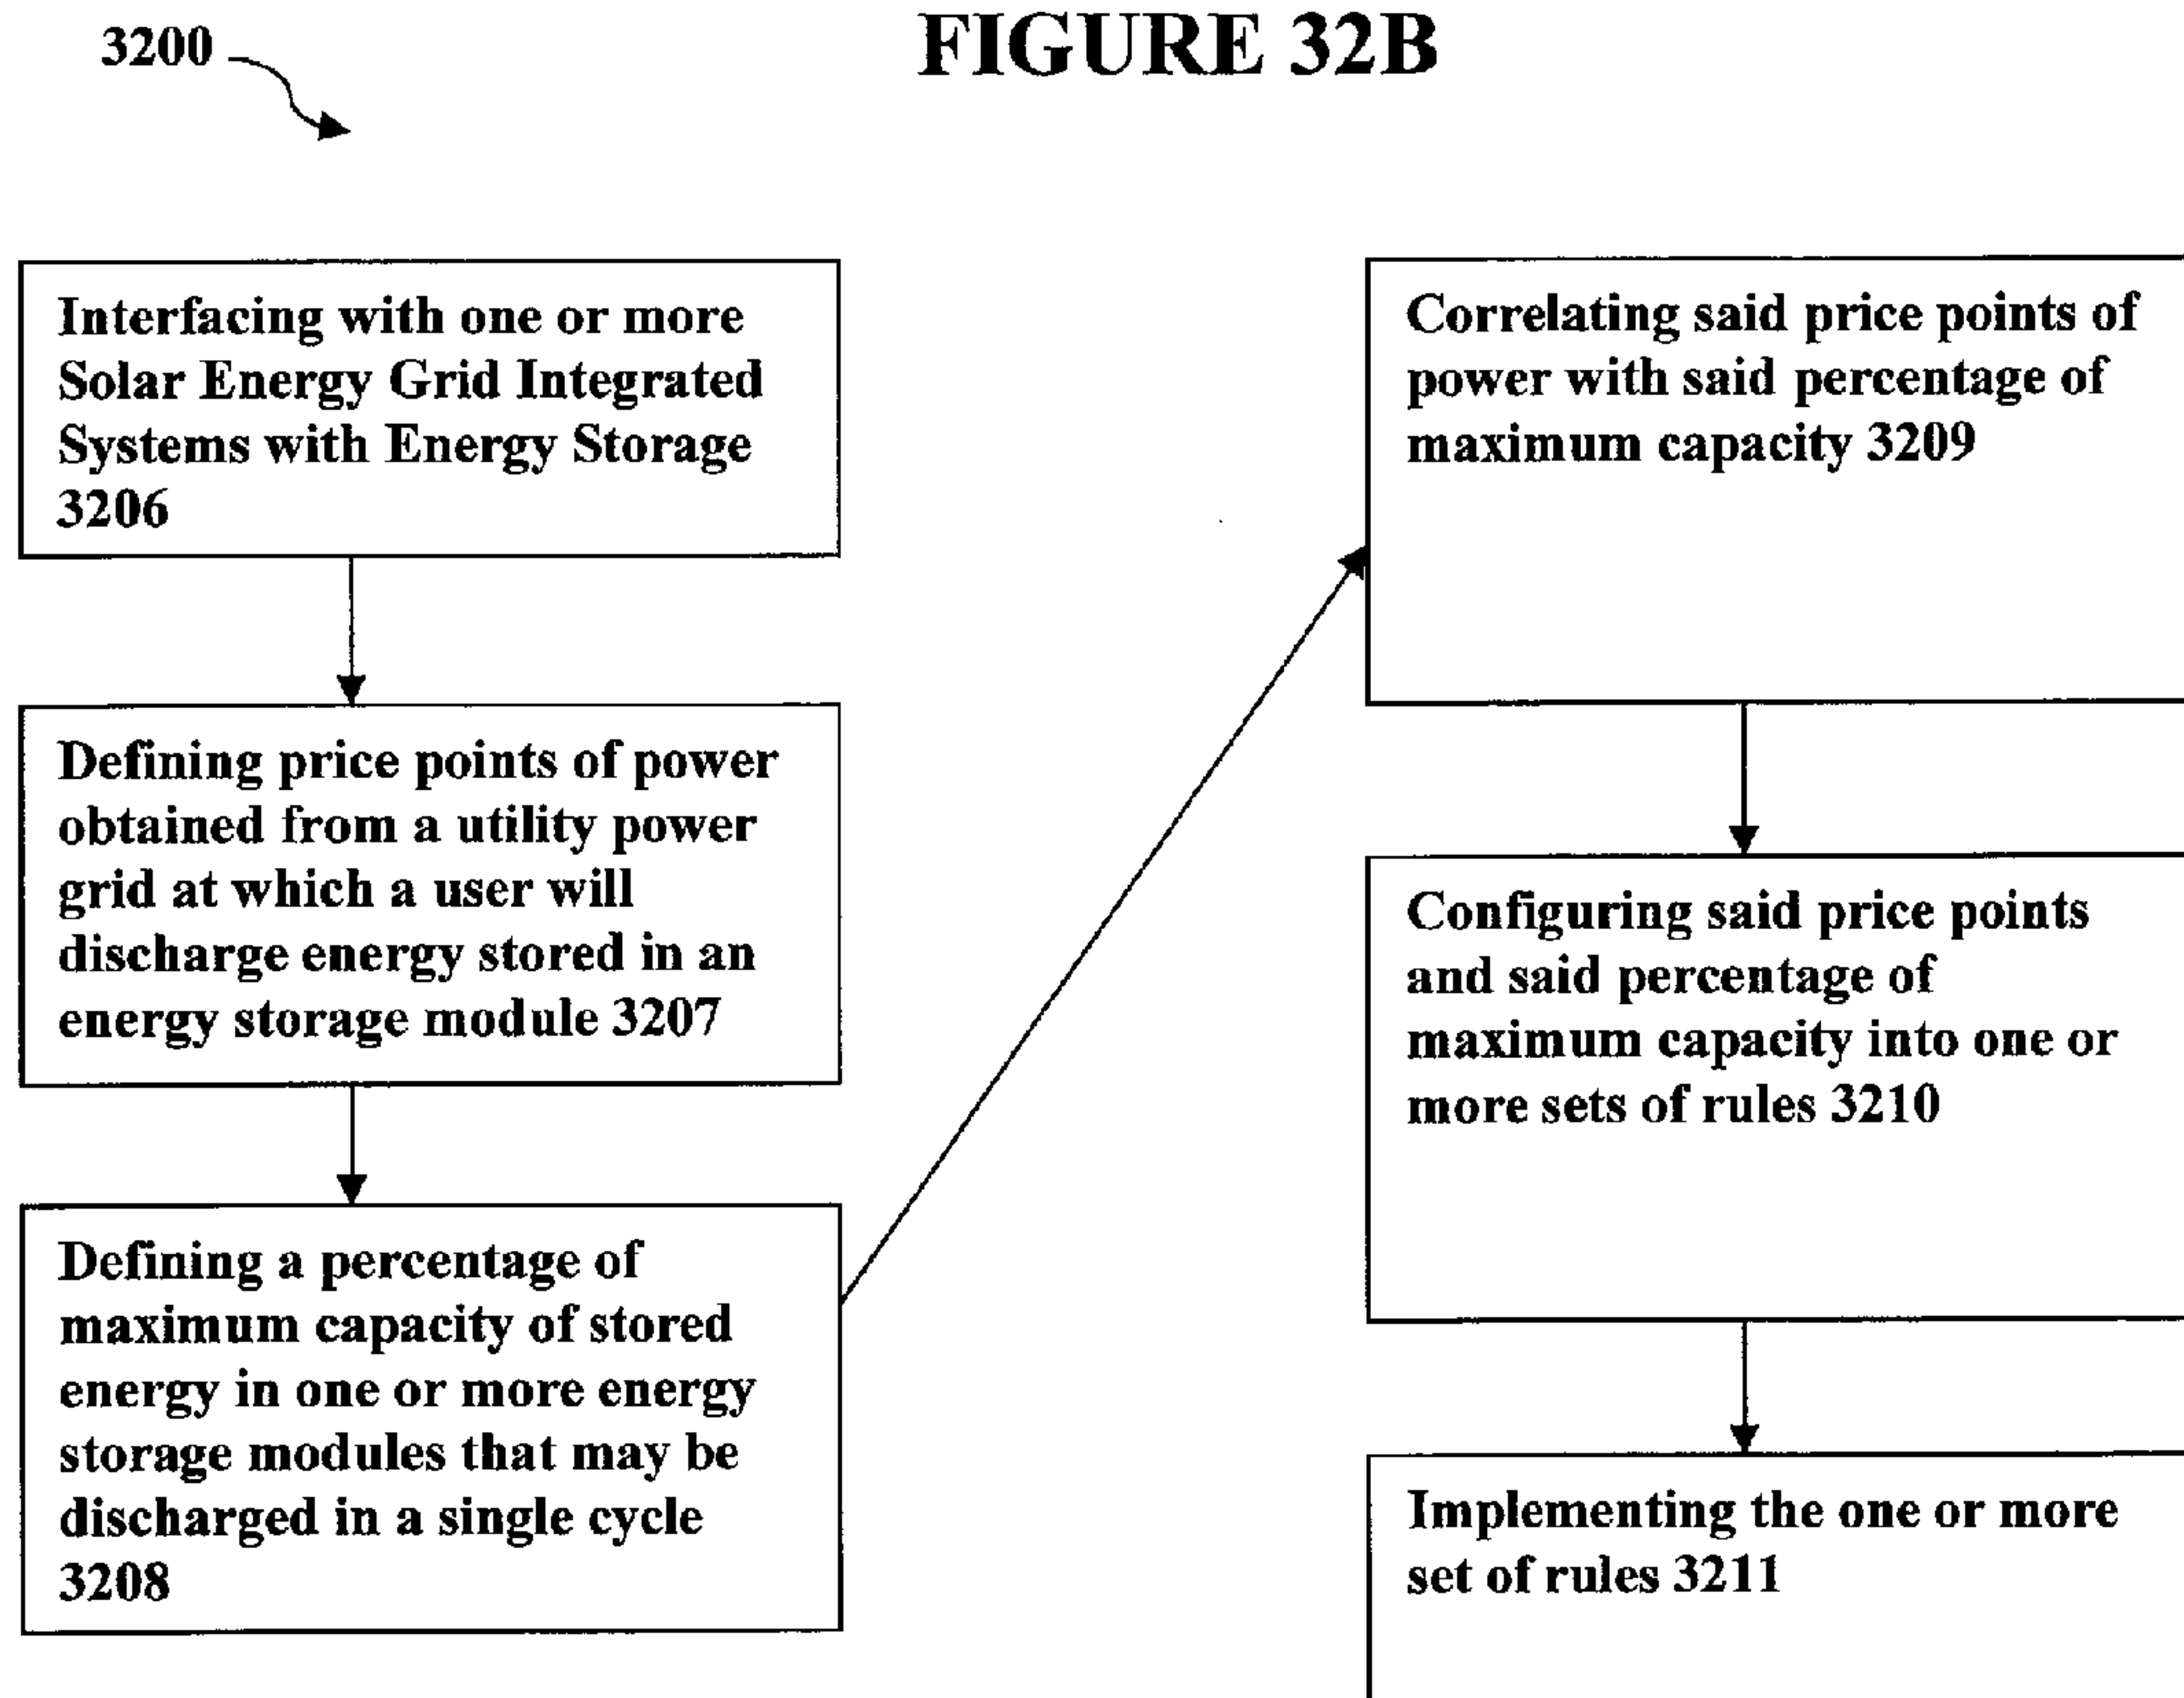 3200
FIGURE 32B
Interfacing with one or more
Solar Energy Grid Integrated
Systems with Energy Storage
3206
Defining price points of power
obtained from a utility power
grid at which a user will
discharge energy stored in an
energy storage module 3207
Defining a percentage of
maximum capacity of stored
energy in one or more energy
storage modules that may be
discharged in a single cycle
3208
Correlating said price points of
power with said percentage of
maximum capacity 3209
Configuring said price points
and said percentage of
maximum capacity into one or
more sets of rules 3210
Implementing the one or more
set of rules 3211